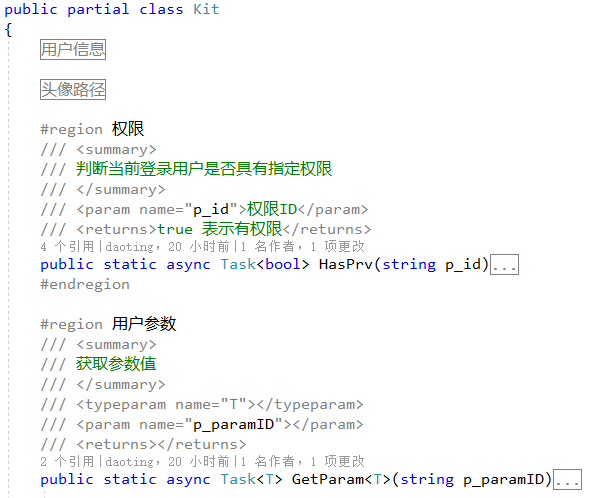 public partial class Kit
{
用户信息
头像路径
#region 权限
/// <summary>
/// 判断当前登录用户是否具有指定权限
/// </summary>
/// <param name="p_id">权限ID</param>
/// <returns>true 表示有权限</returns>
4 个引用|daoting，20 小时前|1 名作者，1 项更改
public static async Task<bool> HasPrv(string p_id)...
#endregion
#region 用户参数
/// <summary>
/// 获取参数值
/// </summary>
/// <typeparam name="T"></typeparam>
/// <param name="p_paramID"></param>
/// <returns></returns>
2 个引用|daoting，20 小时前|1 名作者，1 项更改
public static async Task<T> GetParam<T>(string p_paramID)...